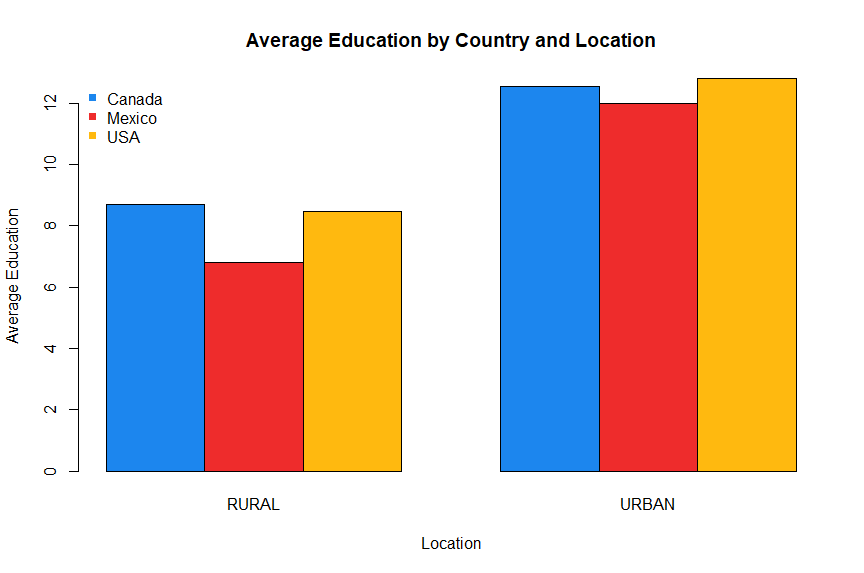 Average Education by Country and Location
Canada
Mexico
USA
12
10
8
6
4
2
0
Average Education
RURAL
URBAN
Location